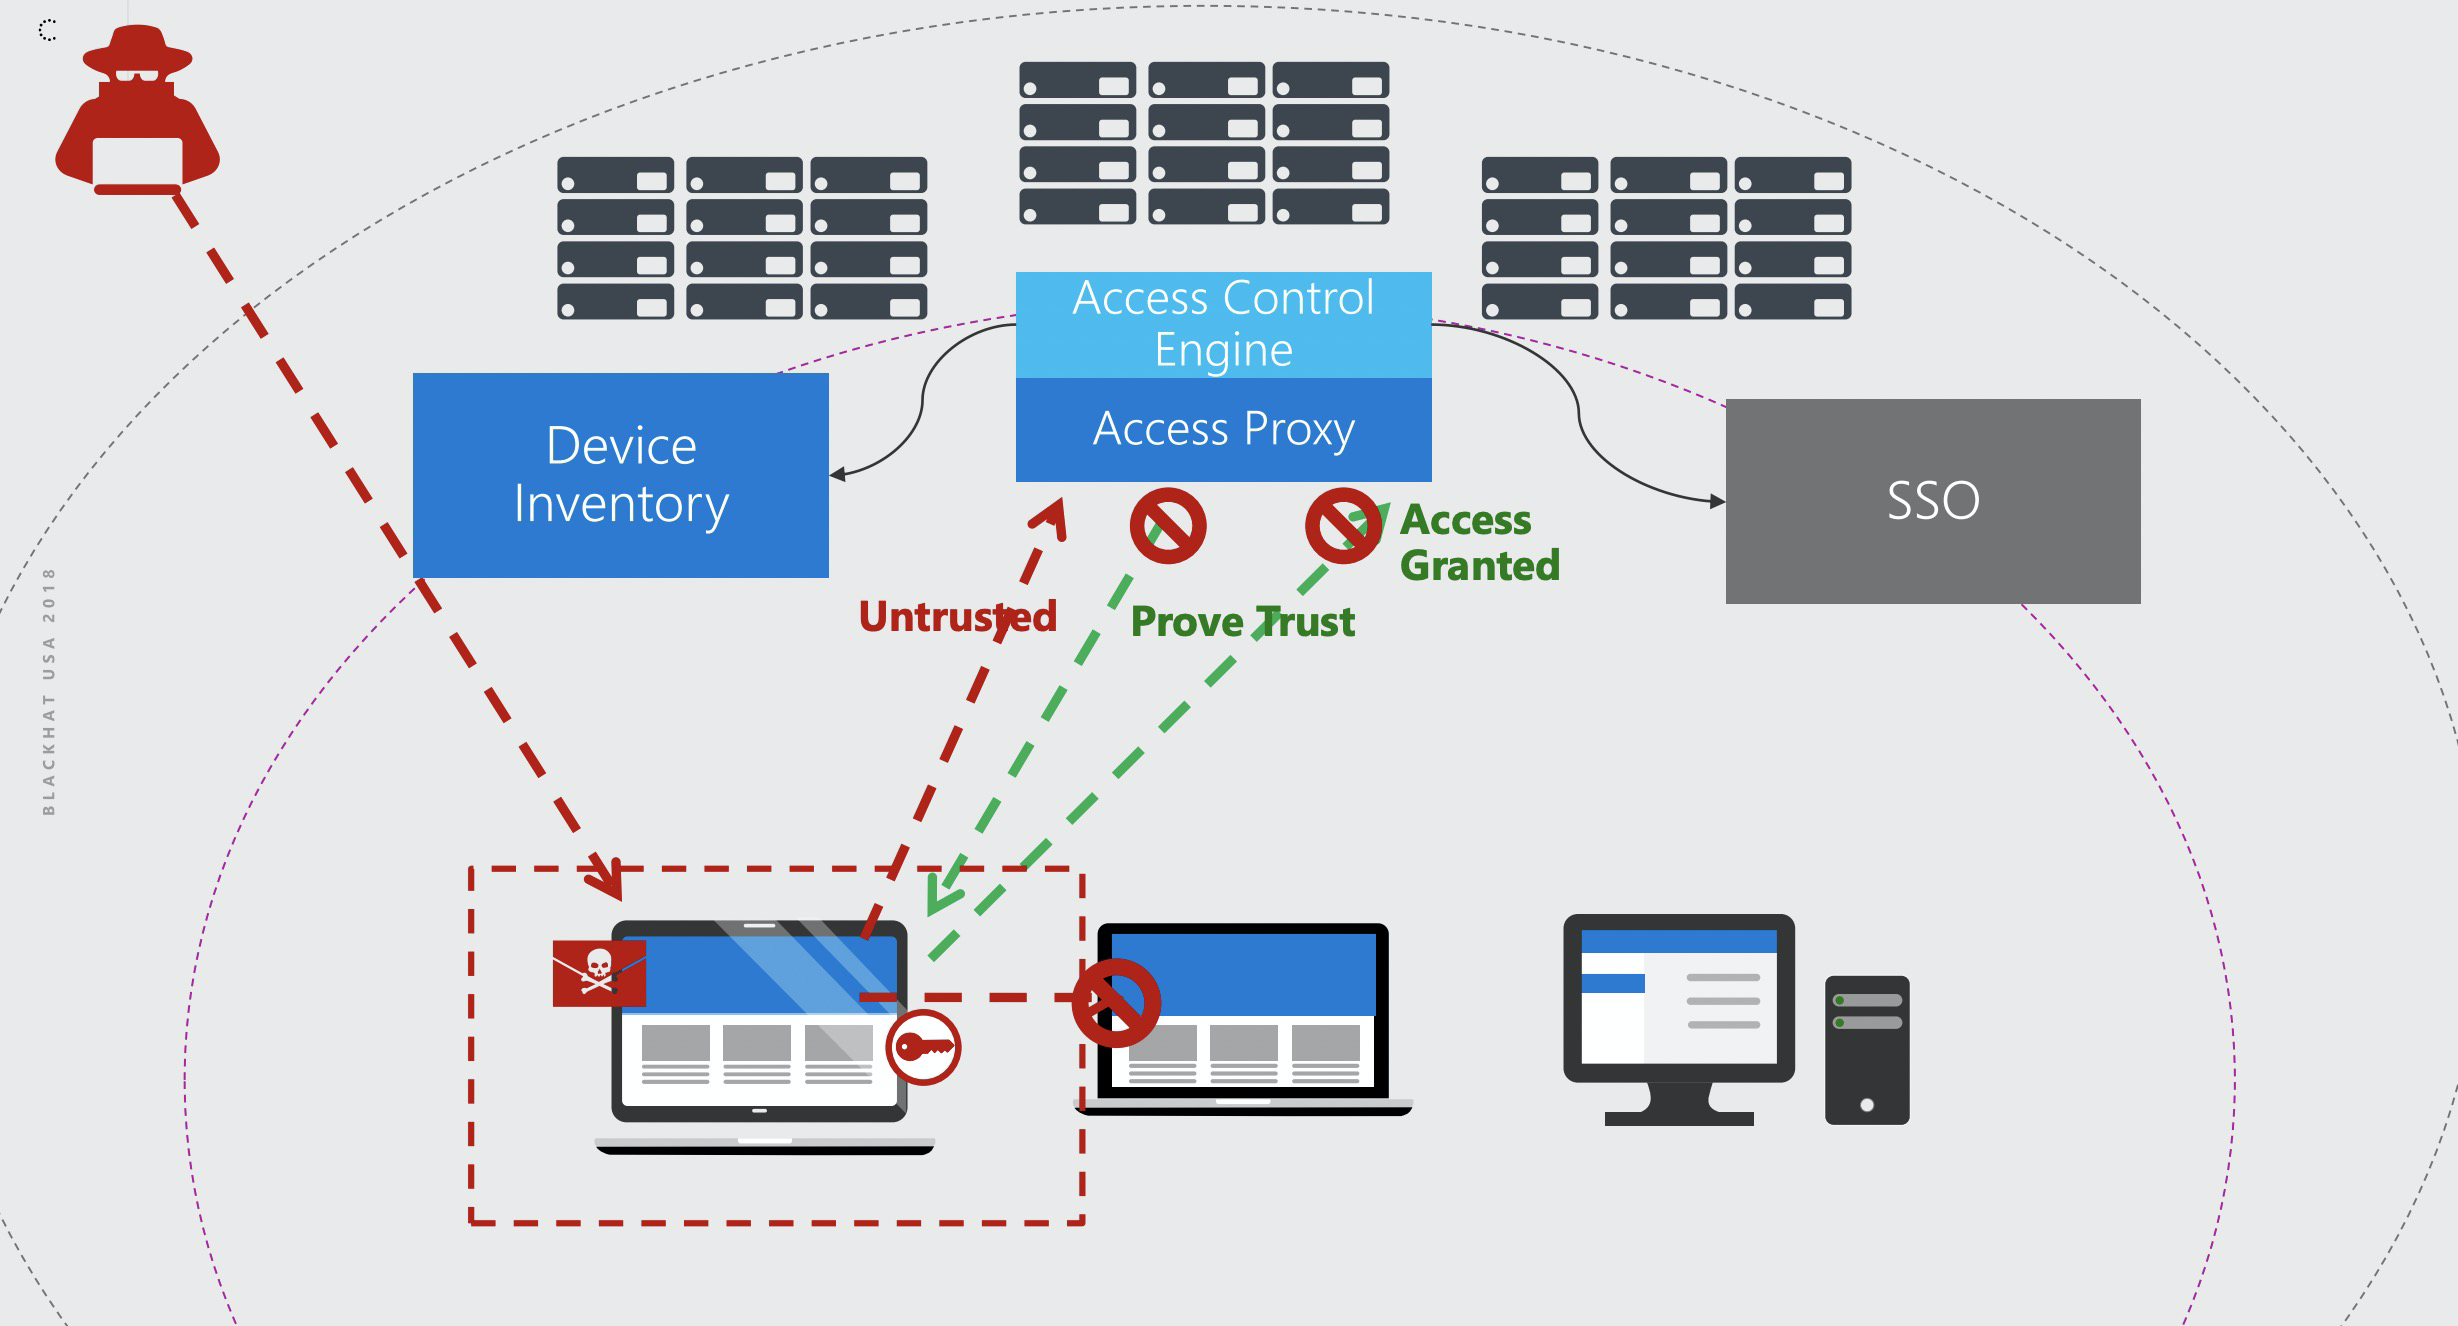 Access Control
Engine
Access Proxy
Device
Inventory
SSO
Access
Granted
Untrusted
Prove Trust
BLACKHAT USA 2018